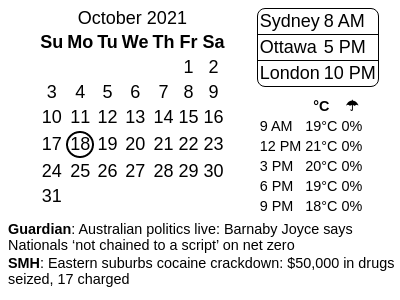 October 2021
Su Mo Tu We Th Fr Sa
1 2
3 4 5 6 7 8 9
10 11 12 13 14 15 16
17 18 19 20 21 22 23
24 25 26 27 28 29 30
31
Sydney 8 AM
Ottawa 5 PM
London 10 PM
°C ☂
9 AM 19°C 0%
12 PM 21°C 0%
3 PM 20°C 0%
6 PM 19°C 0%
9 PM 18°C 0%
Guardian: Australian politics live: Barnaby Joyce says
Nationals ‘not chained to a script’ on net zero
SMH: Eastern suburbs cocaine crackdown: $50,000 in drugs
seized, 17 charged